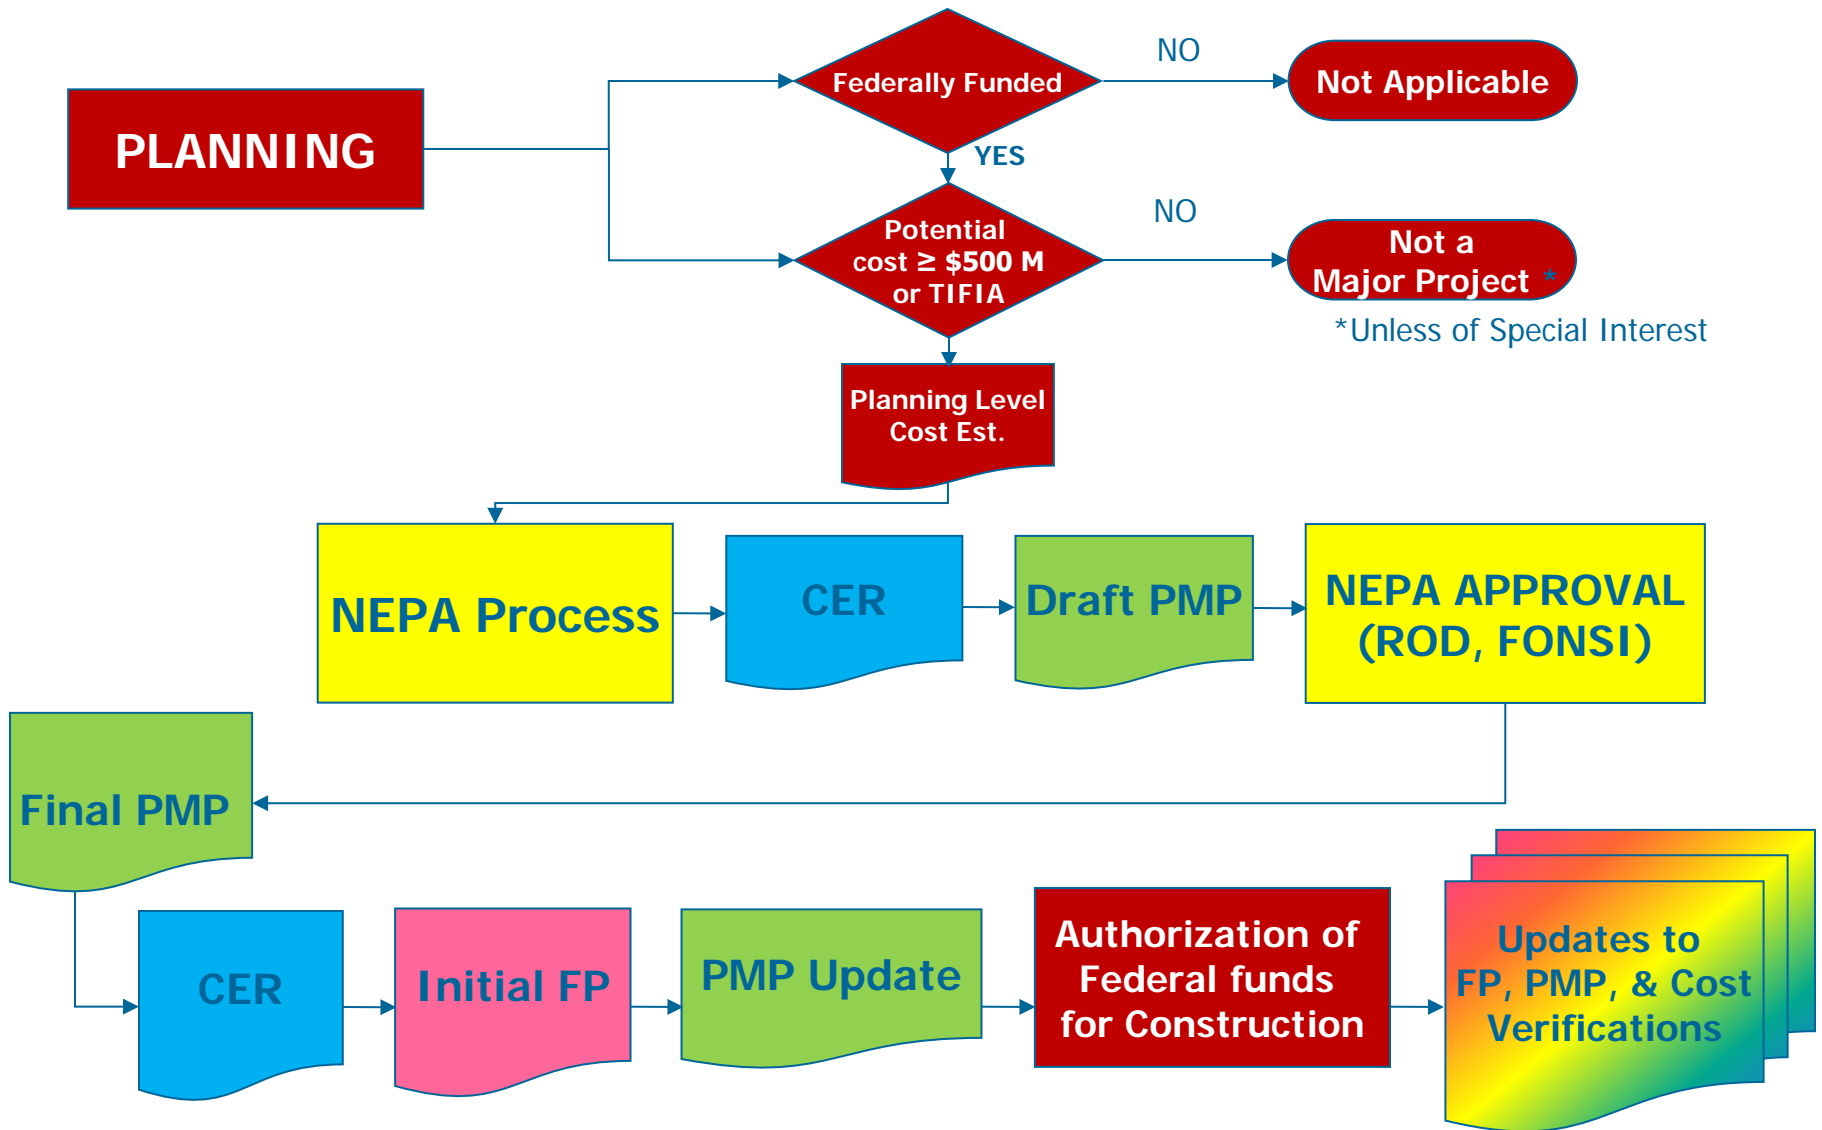 PLANNING
Federally Funded
NO
Not Applicable
YES
Potential
cost ≥ $500 M
or TIFIA
NO
Not a
Major Project *
*Unless of Special Interest
Planning Level
Cost Est.
NEPA Process
CER
Draft PMP
NEPA APPROVAL
(ROD, FONSI)
Final PMP
CER
Initial FP
PMP Update
Authorization of
Federal funds
for Construction
Updates to
FP, PMP, & Cost
Verifications